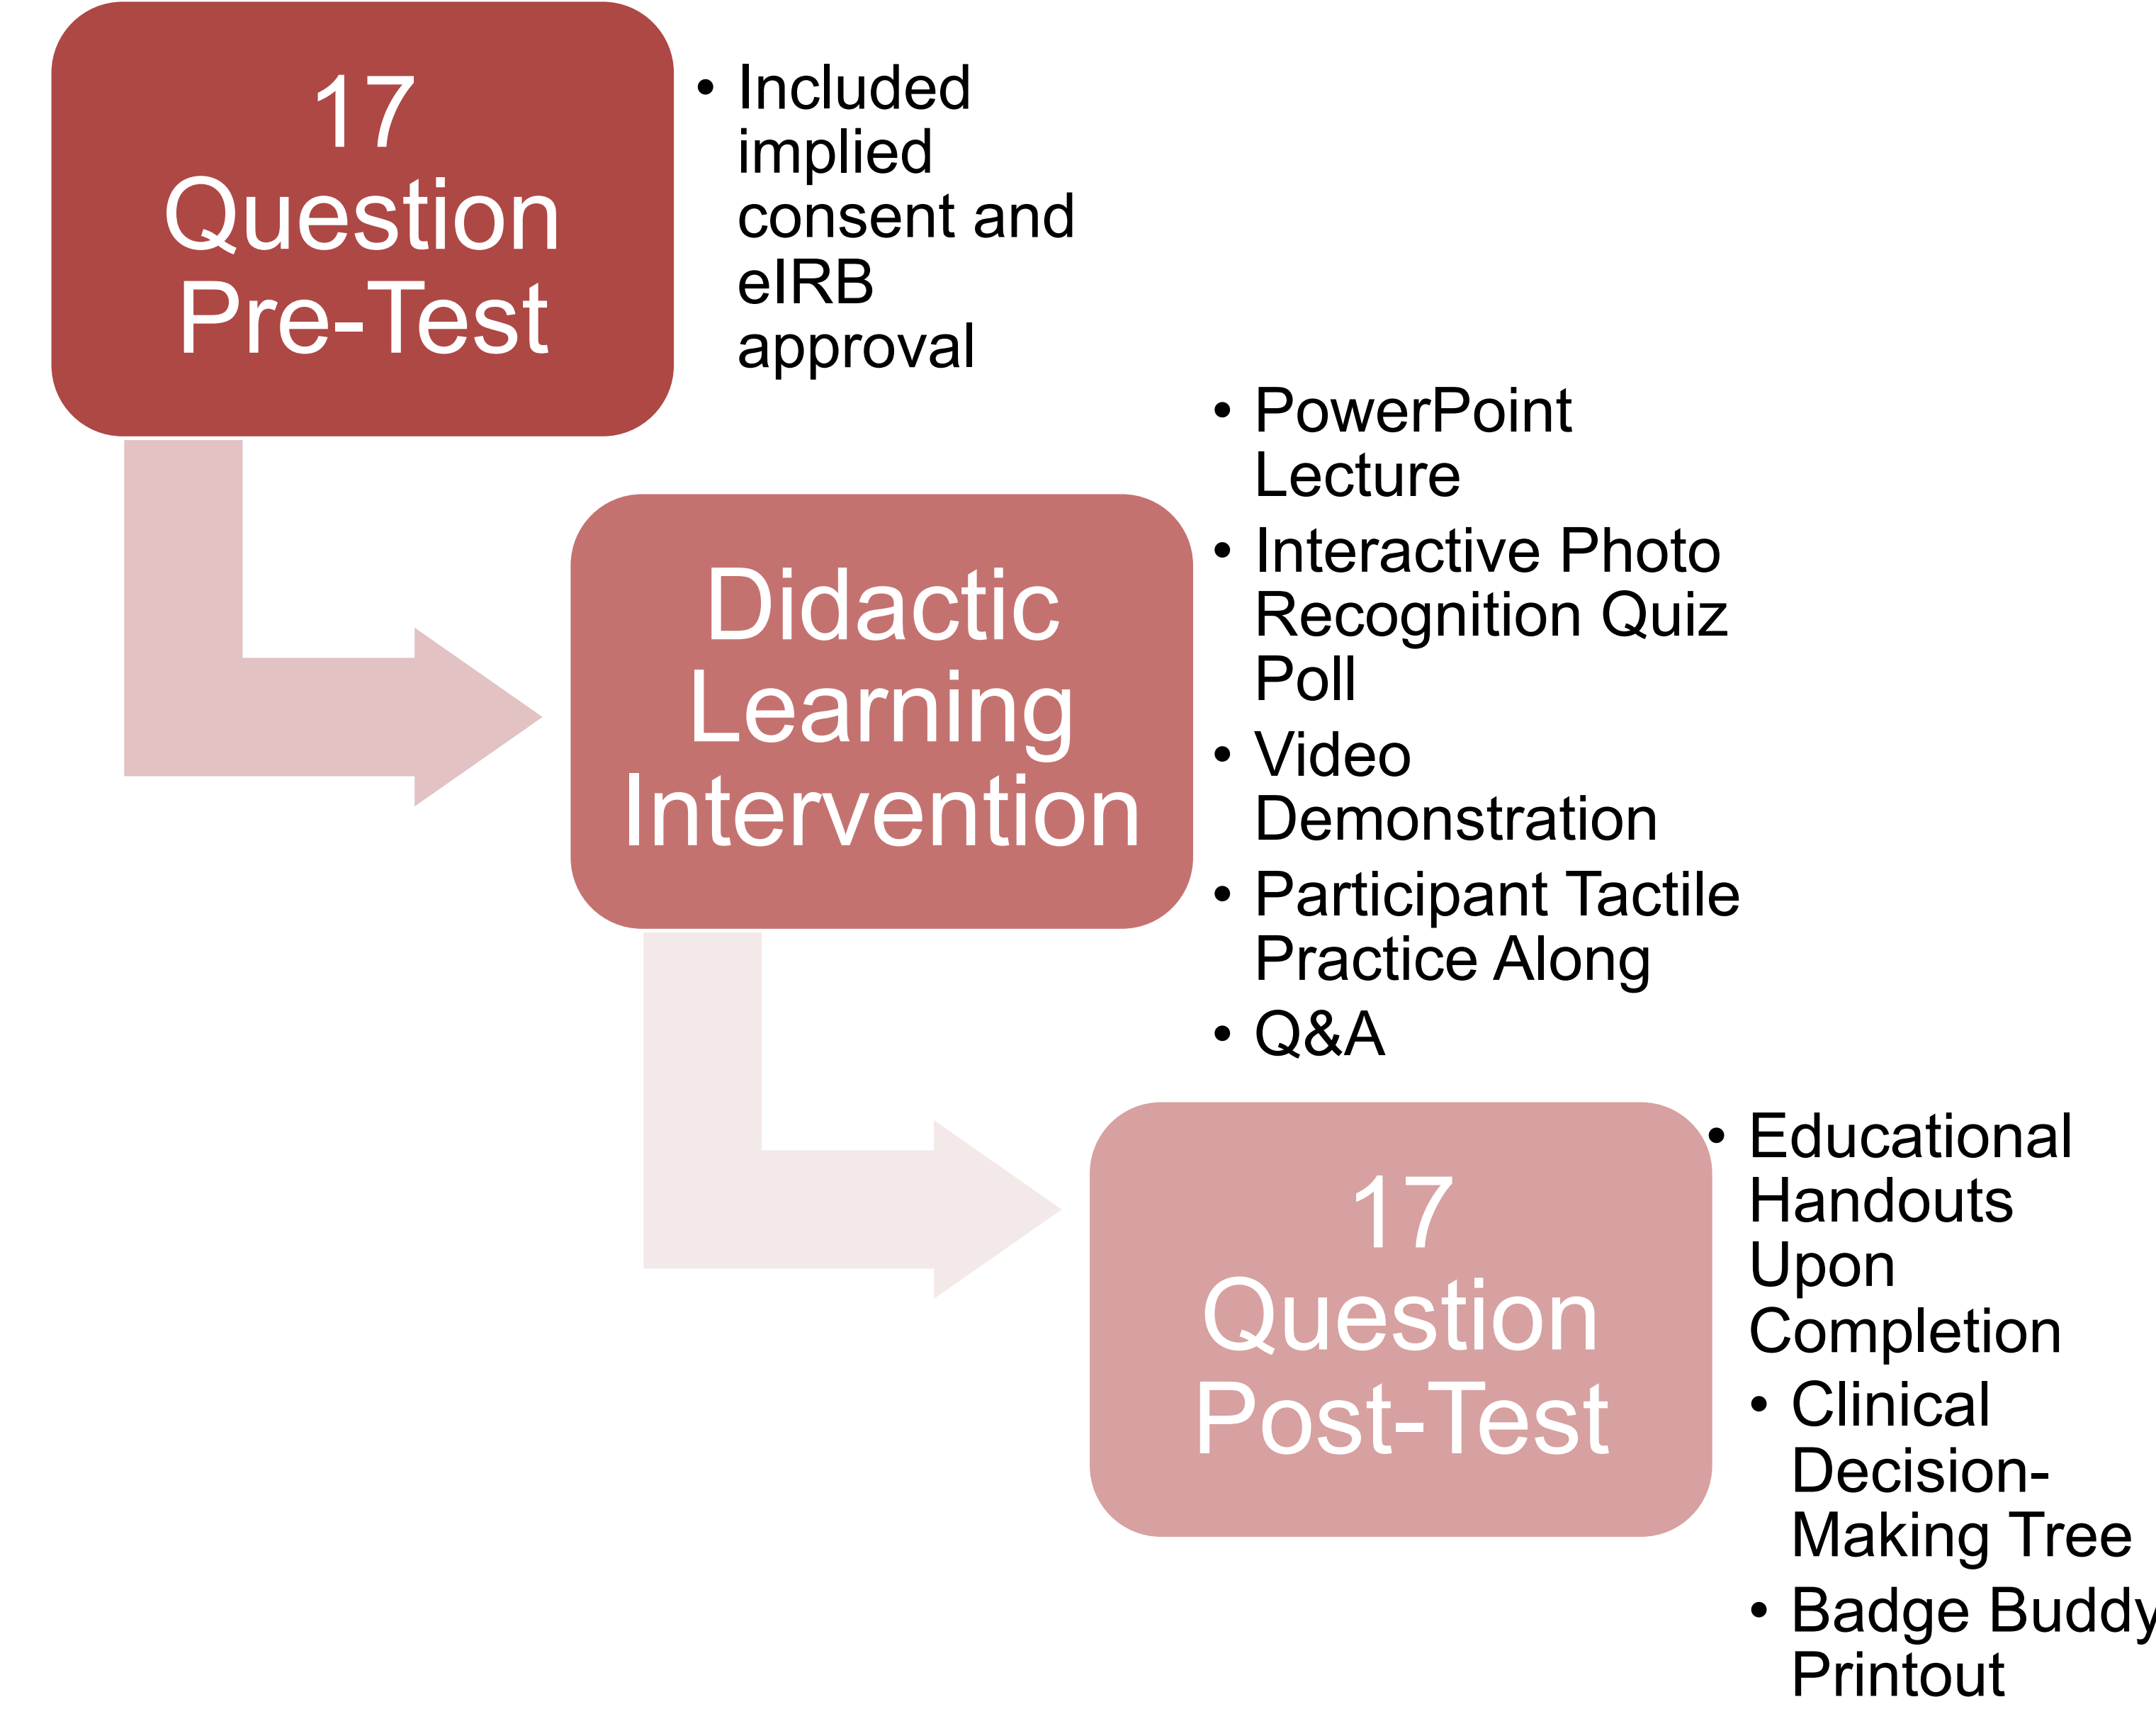 17
Question
Pre-Test
• Included
implied
consent and
eIRB
approval
Didactic
Learning
Intervention
• PowerPoint
Lecture
• Interactive Photo
Recognition Quiz
Poll
• Video
Demonstration
• Participant Tactile
Practice Along
• Q&A
17
Question
Post-Test
• Educational
Handouts
Upon
Completion
• Clinical
Decision-
Making Tree
• Badge Buddy
Printout